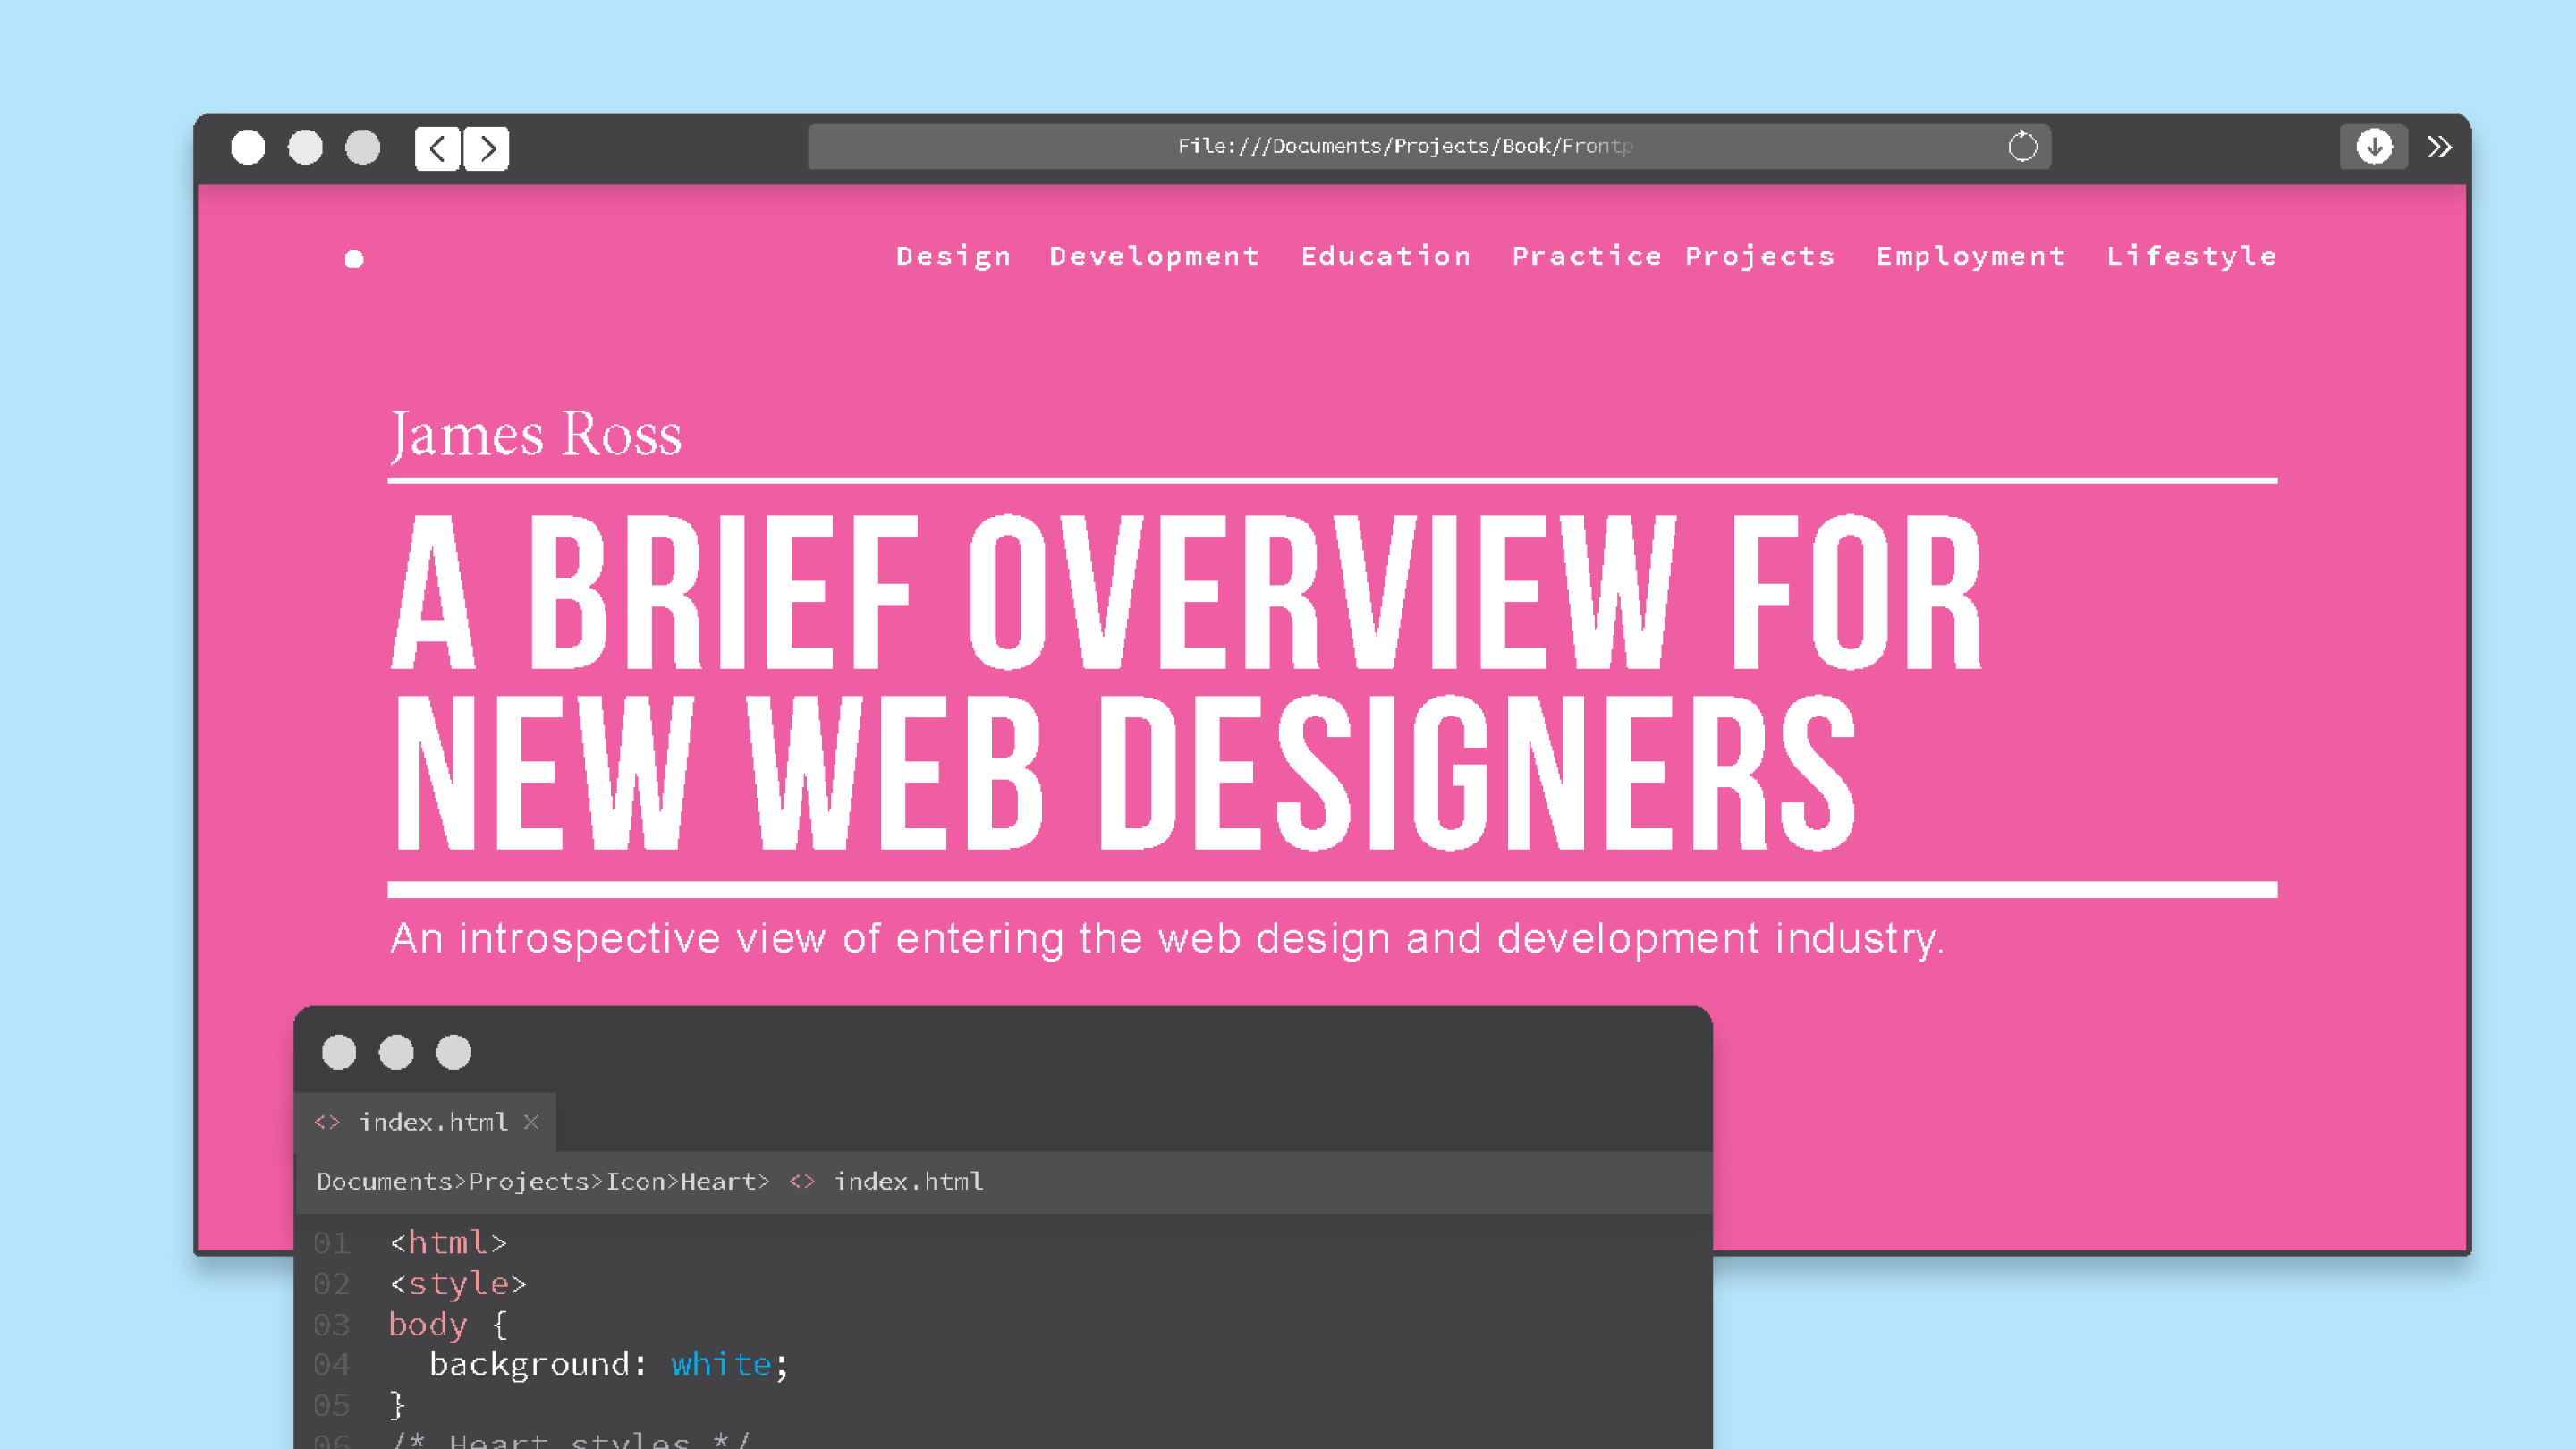 File:///Documents/Projects/Book/Frontp
Design Development Education Practice Projects Employment Lifestyle
James Ross
A BRIEF OVERVIEW FOR
NEW WEB DESIGNERS
An introspective view of entering the web design and development industry.
<> index.html ×
Documents>Projects>Icon>Heart> <> index.html
01 <html>
02 <style>
03 body {
04 background: white;
05 }
06 /* Heart styles */